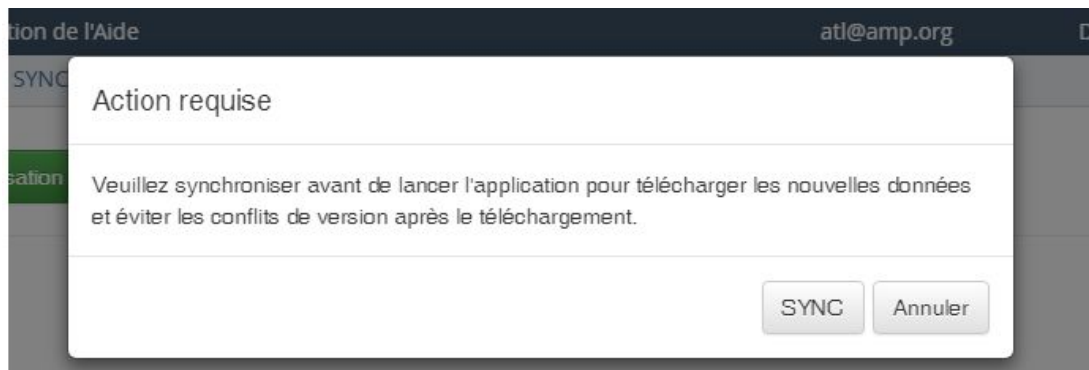 tion de l'Aide atl@amp.org
SYNC
Action requise
sation
Veuillez synchroniser avant de lancer l'application pour télécharger les nouvelles données
et éviter les conflits de version après le téléchargement.
SYNC Annuler